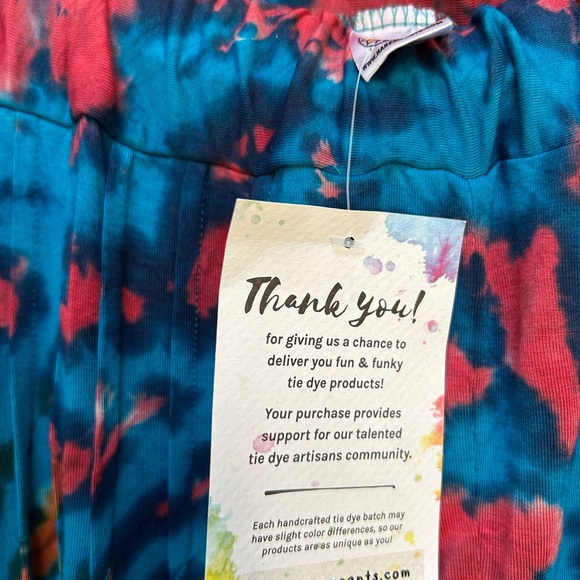 Thank You!
for giving us a chance to
deliver you fun & funky
tie dye products!
Your purchase provides
support for our talented
tie dye artisans community.
Each handcrafted tie dye batch may
have slight color differences, so our
products are as unique as you!